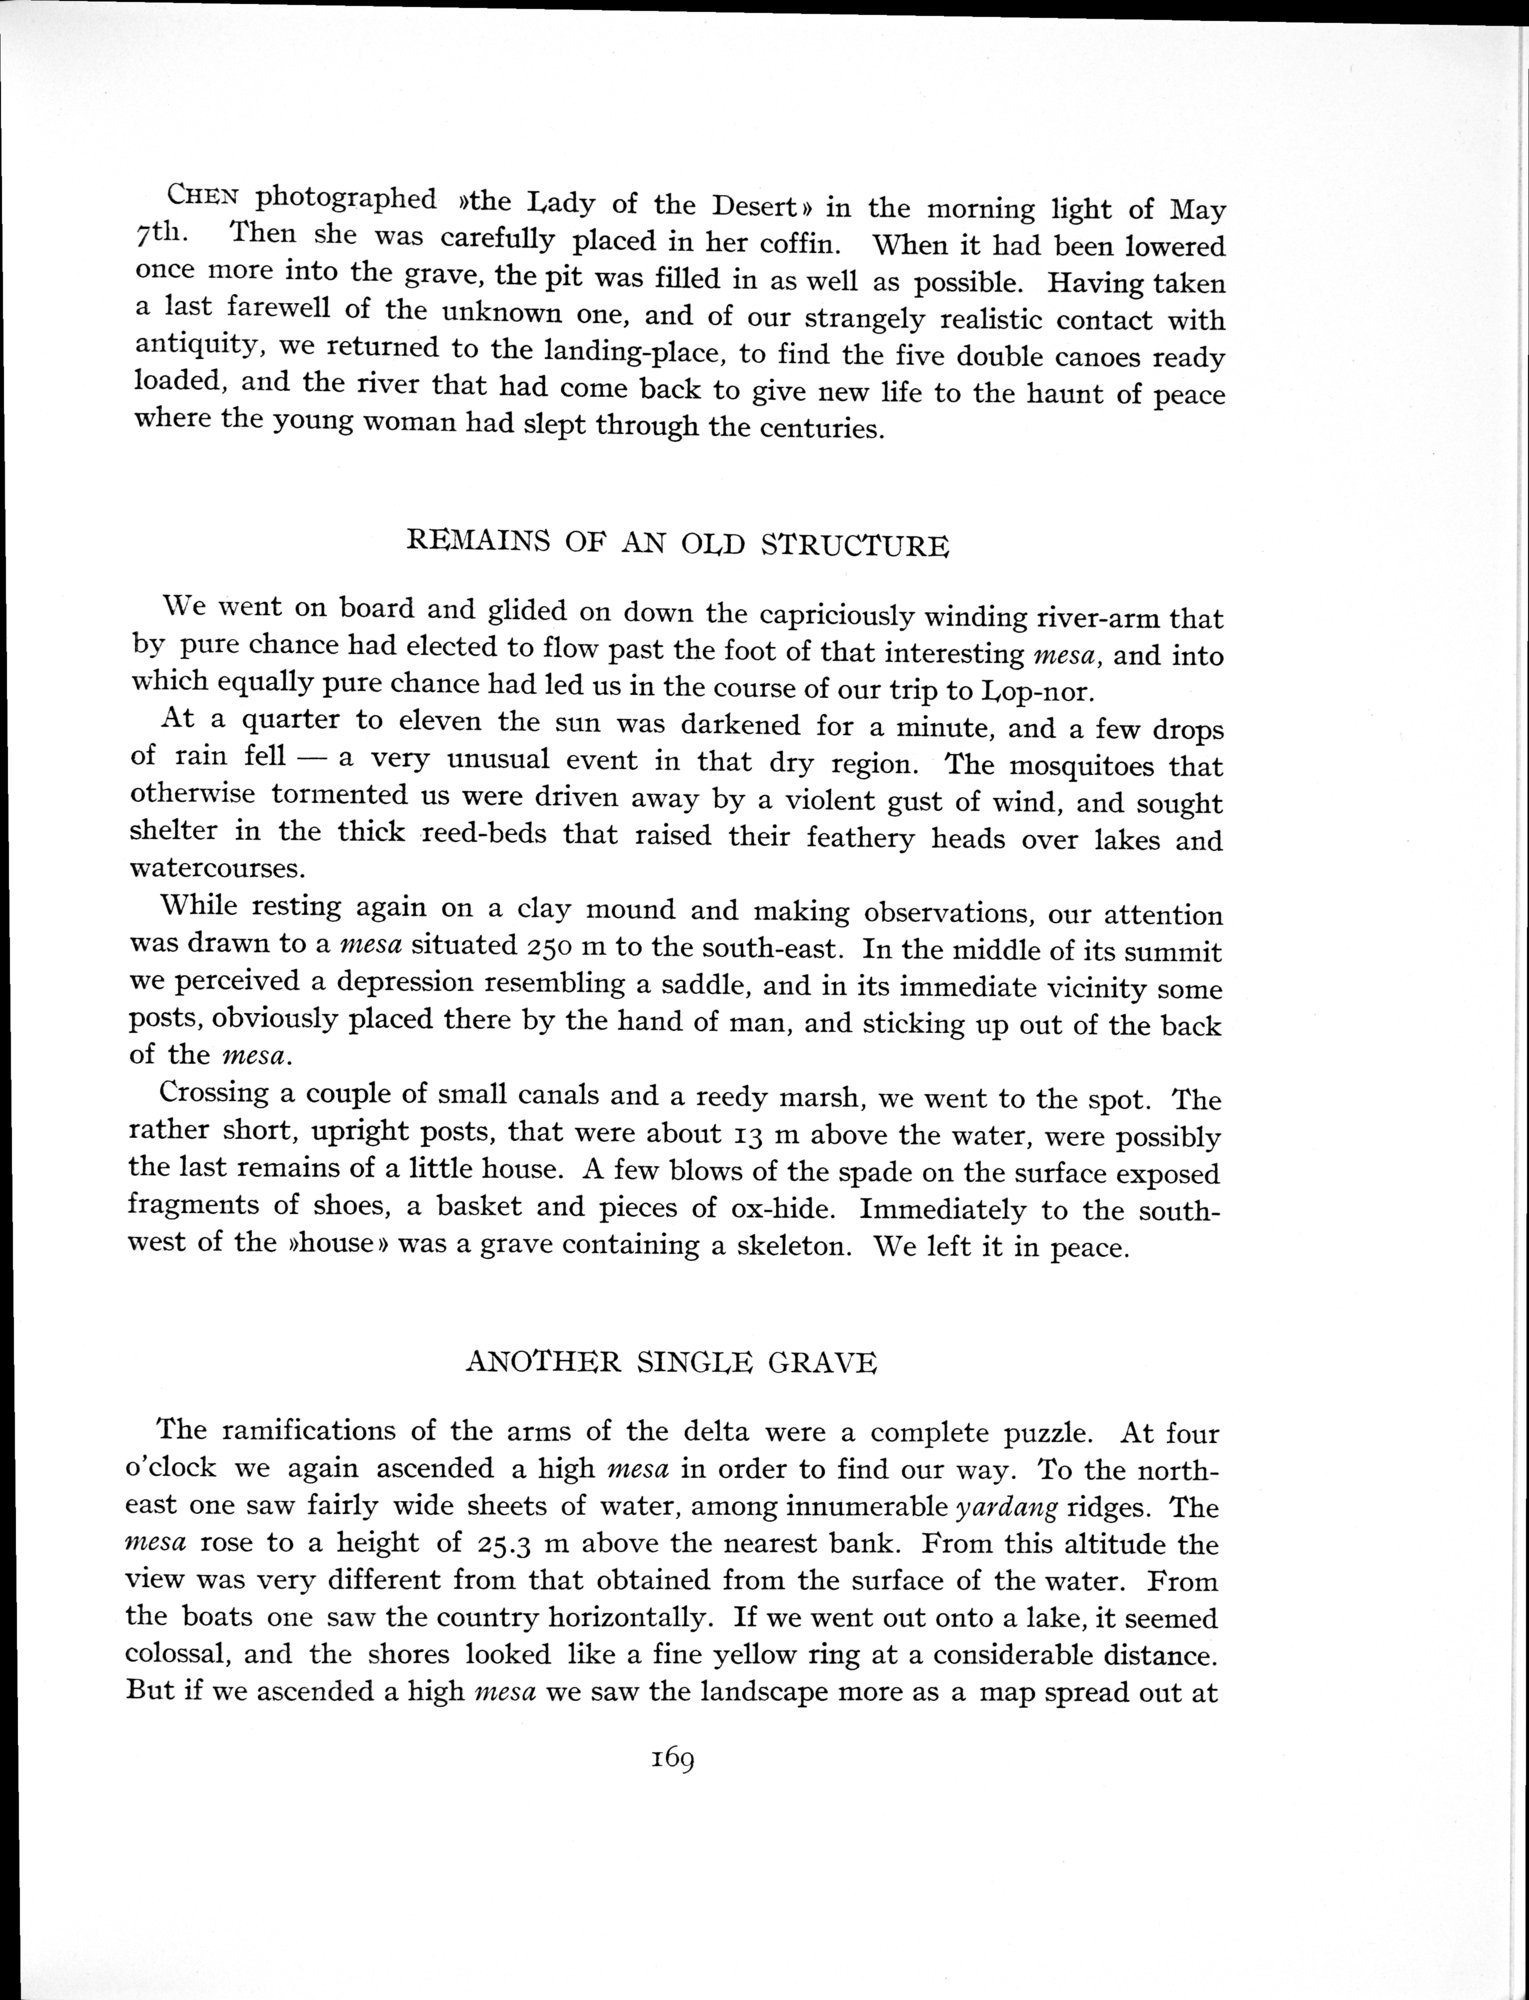 CHEN photographed »the Lady of the Desert» in the morning light of May
7th. Then she was carefully placed in her coffin. When it had been lowered
once more into the grave, the pit was filled in as well as possible. Having taken
a last farewell of the unknown one, and of our strangely realistic contact with
antiquity, we returned to the landing-place, to find the five double canoes ready
loaded, and the river that had come back to give new life to the haunt of peace
where the young woman had slept through the centuries.
REMAINS OF AN OLD STRUCTURE
We went on board and glided on down the capriciously winding river-arm that
by pure chance had elected to flow past the foot of that interesting mesa, and into
which equally pure chance had led us in the course of our trip to Lop-nor.
At a quarter to eleven the sun was darkened for a minute, and a few drops
of rain fell — a very unusual event in that dry region. The mosquitoes that
otherwise tormented us were driven away by a violent gust of wind, and sought
shelter in the thick reed-beds that raised their feathery heads over lakes and
watercourses.
While resting again on a clay mound and making observations, our attention
was drawn to a mesa situated 250 m to the south-east. In the middle of its summit
we perceived a depression resembling a saddle, and in its immediate vicinity some
posts, obviously placed there by the hand of man, and sticking up out of the back
of the mesa.
Crossing a couple of small canals and a reedy marsh, we went to the spot. The
rather short, upright posts, that were about 13 m above the water, were possibly
the last remains of a little house. A few blows of the spade on the surface exposed
fragments of shoes, a basket and pieces of ox-hide. Immediately to the south-
west of the »house» was a grave containing a skeleton. We left it in peace.
ANOTHER SINGLE GRAVE
The ramifications of the arms of the delta were a complete puzzle. At four
o'clock we again ascended a high mesa in order to find our way. To the north-
east one saw fairly wide sheets of water, among innumerable yardang ridges. The
mesa rose to a height of 25.3 m above the nearest bank. From this altitude the
view was very different from that obtained from the surface of the water. From
the boats one saw the country horizontally. If we went out onto a lake, it seemed
colossal, and the shores looked like a fine yellow ring at a considerable distance.
But if we ascended a high mesa we saw the landscape more as a map spread out at
169